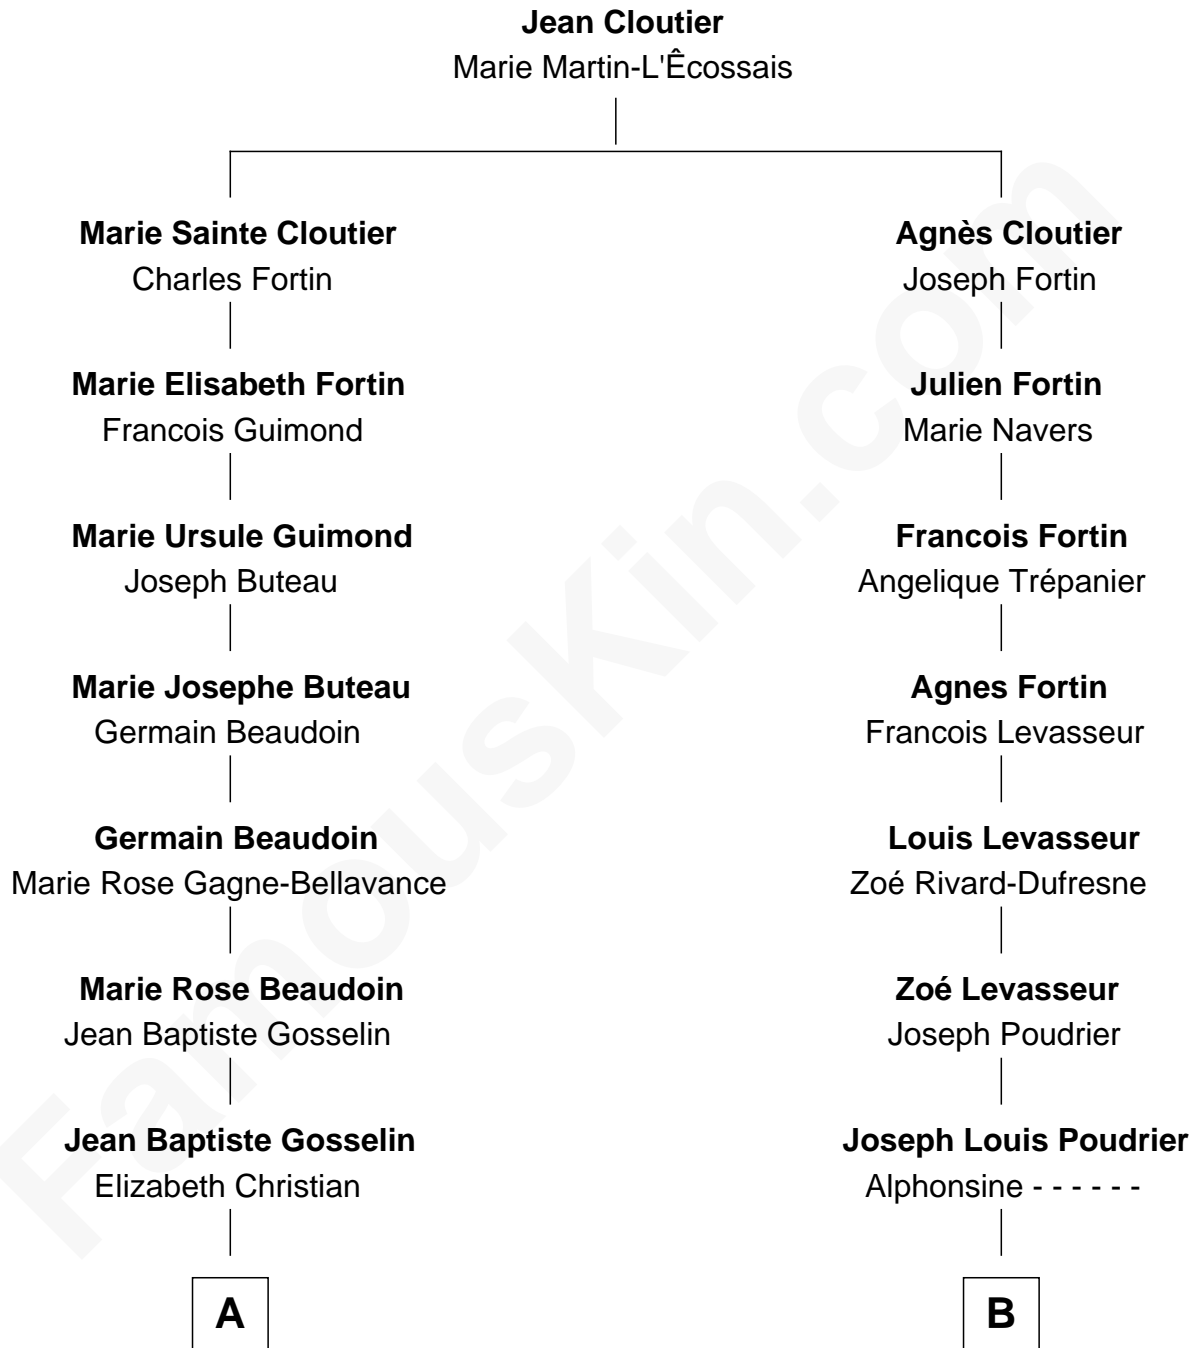 Jean Cloutier
Marie Martin-L'Êcossais
Marie Sainte Cloutier
Charles Fortin
Agnès Cloutier
Joseph Fortin
Marie Elisabeth Fortin
Francois Guimond
Julien Fortin
Marie Navers
Marie Ursule Guimond
Joseph Buteau
Francois Fortin
Angelique Trépanier
Marie Josephe Buteau
Germain Beaudoin
Agnes Fortin
Francois Levasseur
Germain Beaudoin
Marie Rose Gagne-Bellavance
Louis Levasseur
Zoé Rivard-Dufresne
Marie Rose Beaudoin
Jean Baptiste Gosselin
Zoé Levasseur
Joseph Poudrier
Jean Baptiste Gosselin
Elizabeth Christian
Joseph Louis Poudrier
Alphonsine - - - - - -
A
B
FamousKin.com